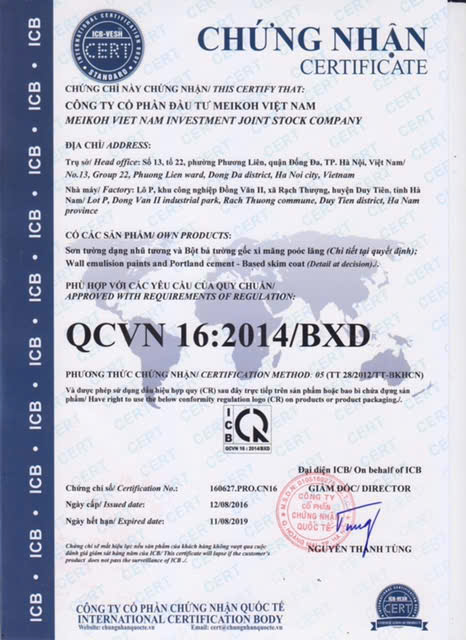 INTERNATIONAL CERTIFICATION BODY
ICB-VESH
CERT
STANDARD
CHỨNG NHẬN
CERTIFICATE
CHỨNG CHỈ NÀY CHỨNG NHẬN/ THIS CERTIFY THAT:
CÔNG TY CỔ PHẦN ĐẦU TƯ MEIKOH VIỆT NAM
MEIKOH VIET NAM INVESTMENT JOINT STOCK COMPANY
ĐỊA CHỈ/ ADDRESS:
Trụ sở/ Head office: Số 13, tổ 22, phường Phương Liên, quận Đống Đa, TP. Hà Nội, Việt Nam/
No.13, Group 22, Phuong Lien ward, Dong Da district, Ha Noi city, Vietnam
Nhà máy/ Factory: Lô P, khu công nghiệp Đồng Văn II, xã Rạch Thượng, huyện Duy Tiên, tỉnh Hà
Nam/ Lot P, Dong Van II industrial park, Rach Thuong commune, Duy Tien district, Ha Nam
province
CÓ CÁC SẢN PHẨM/ OWN PRODUCTS:
Sơn tường dạng nhũ tương và Bột bả tường gốc xi măng poóc lăng (Chi tiết tại quyết định);
Wall emulision paints and Portland cement - Based skim coat (Detail at decision)./.
PHÙ HỢP VỚI CÁC YÊU CẦU CỦA QUY CHUẨN/
APPROVED WITH REQUIREMENTS OF REGULATION:
QCVN 16:2014/BXD
PHƯƠNG THỨC CHỨNG NHẬN/ CERTIFICATION METHOD: 05 (TT 28/2012/TT-BKHCN)
Và được phép sử dụng dấu hiệu hợp quy (CR) sau đây trực tiếp trên sản phẩm hoặc bao bì chứa đựng sản
phẩm/ Have right to use the below conformity regulation logo (CR) on products or product packaging./.
ICB
QCVN 16 : 2014/BXD
Đại diện ICB/ On behalf of ICB
Chứng chỉ số/ Certification No.: 160627.PRO.CN16
GIÁM ĐỐC/ DIRECTOR
Ngày cấp/ Issued date: 12/08/2016
Ngày hết hạn/ Expired date: 11/08/2019
CÔNG TY
CỔ PHẦN
CHỨNG NHẬN
QUỐC TẾ
Tùng
NGUYỄN THANH TÙNG
Chứng chỉ sẽ mất hiệu lực nếu sản phẩm của khách hàng không vượt qua cuộc
đánh giá giám sát hàng năm của ICB/ This certificate will lapse if the customer's
product does not pass the surveillance of ICB ./.
CÔNG TY CỔ PHẦN CHỨNG NHẬN QUỐC TẾ
INTERNATIONAL CERTIFICATION BODY
Website: chungnhanquocte.vn Email: cert@chungnhanquocte.vn
ICB-VESH
CERT
ICB • ICB • ICB • ICB • ICB • ICB • ICB • ICB • ICB • ICB